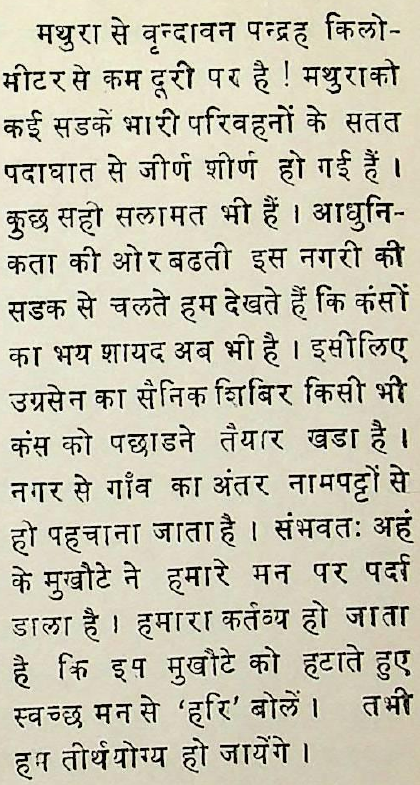 मथुरा से वृन्दावन पन्द्रह किलो-
मीटर से कम दूरी पर है ! मथुराको
कई सडकें भारी परिवहनों के सतत
पदाघात से जीर्ण शीर्ण हो गई हैं ।
कुछ सही सलामत भी हैं । आधुनि-
कता की ओर बढती इस नगरी की
सडक से चलते हम देखते हैं कि कंसों
का भय शायद अब भी है । इसीलिए
उग्रसेन का सैनिक शिबिर किसी भी
कंस को पछाडने तैयार खडा है ।
नगर से गाँव का अंतर नामपट्टों से
हो पहचाना जाता है । संभवतः अहं
के मुखौटे ने हमारे मन पर पर्दा
डाला है । हमारा कर्तव्य हो जाता
है कि इस मुखौटे को हटाते हुए
स्वच्छ मन से ‘हरि’ बोलें । तभी
हम तीर्थयोग्य हो जायेंगे ।